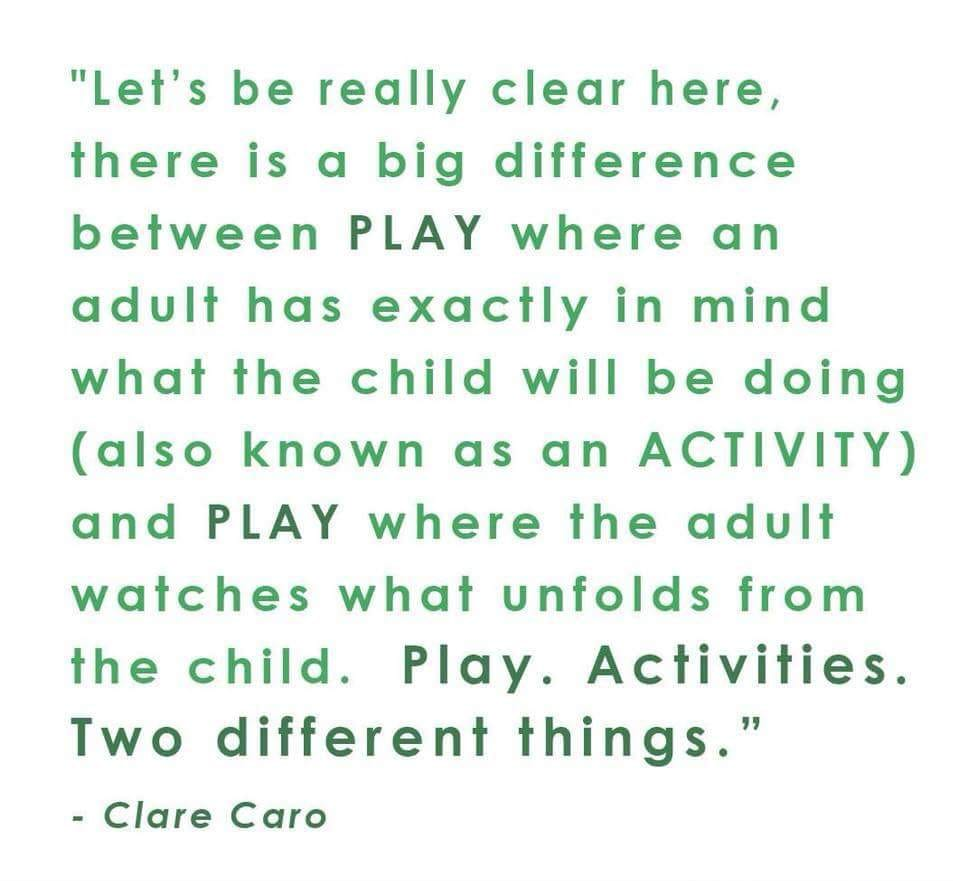 "Let’s be really clear here,
there is a big difference
between PLAY where an
adult has exactly in mind
what the child will be doing
(also known as an ACTIVITY)
and PLAY where the adult
watches what unfolds from
the child. Play. Activities.
Two different things.”
- Clare Caro